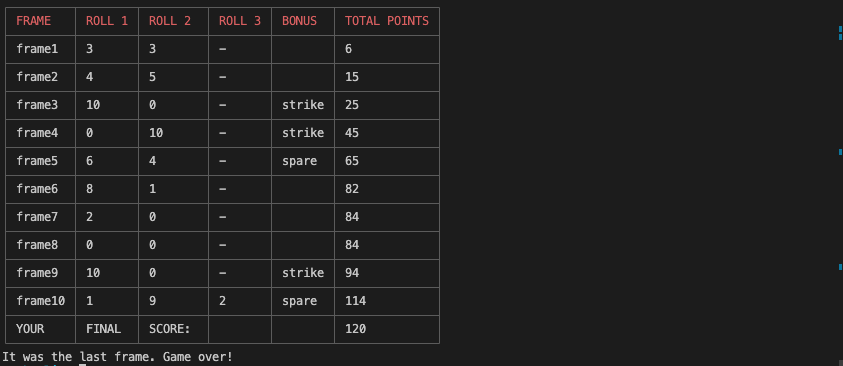 FRAME ROLL 1 ROLL 2 ROLL 3 BONUS TOTAL POINTS
frame1 3 3 - 6
frame2 4 5 - 15
frame3 10 0 - strike 25
frame4 0 10 - strike 45
frame5 6 4 - spare 65
frame6 8 1 - 82
frame7 2 0 - 84
frame8 0 0 - 84
frame9 10 0 - strike 94
frame10 1 9 2 spare 114
YOUR FINAL SCORE: 120
It was the last frame. Game over!